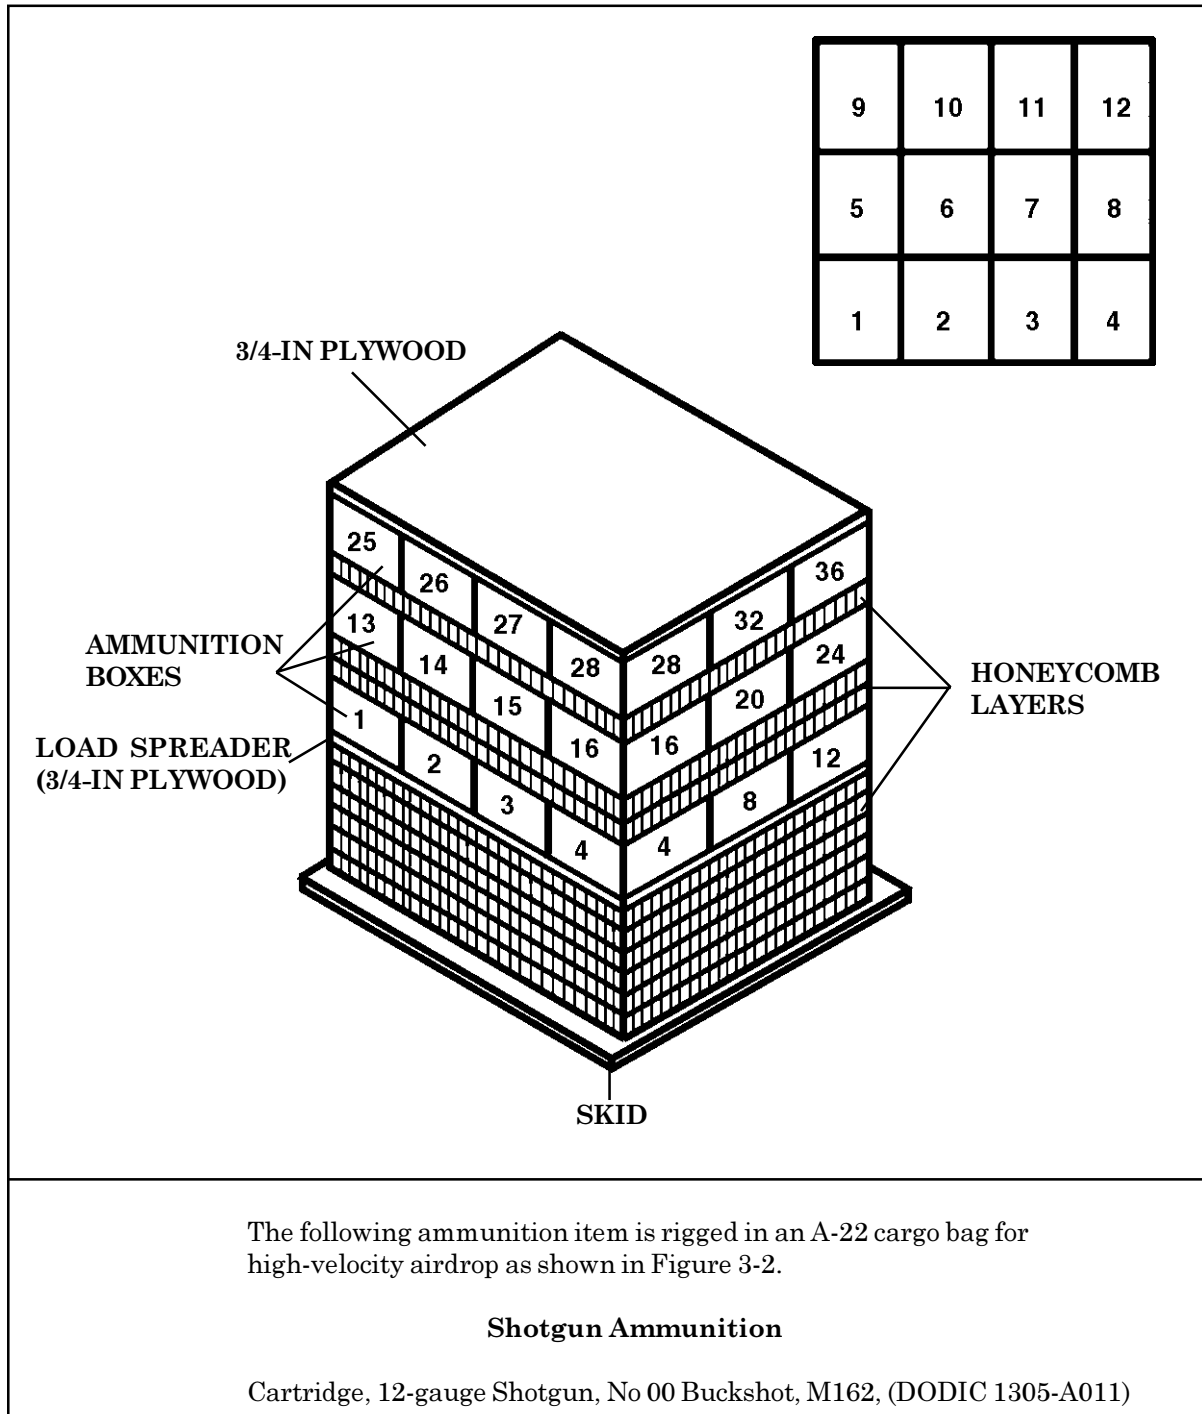 9 10 11 12
5 6 7 8
1 2 3 4
3/4-IN PLYWOOD
25 26 27 28
28 32 36
13 14 15 16
16 20 24
1 2 3 4
4 8 12
AMMUNITION
BOXES
LOAD SPREADER
(3/4-IN PLYWOOD)
HONEYCOMB
LAYERS
SKID
The following ammunition item is rigged in an A-22 cargo bag for
high-velocity airdrop as shown in Figure 3-2.
Shotgun Ammunition
Cartridge, 12-gauge Shotgun, No 00 Buckshot, M162, (DODIC 1305-A011)